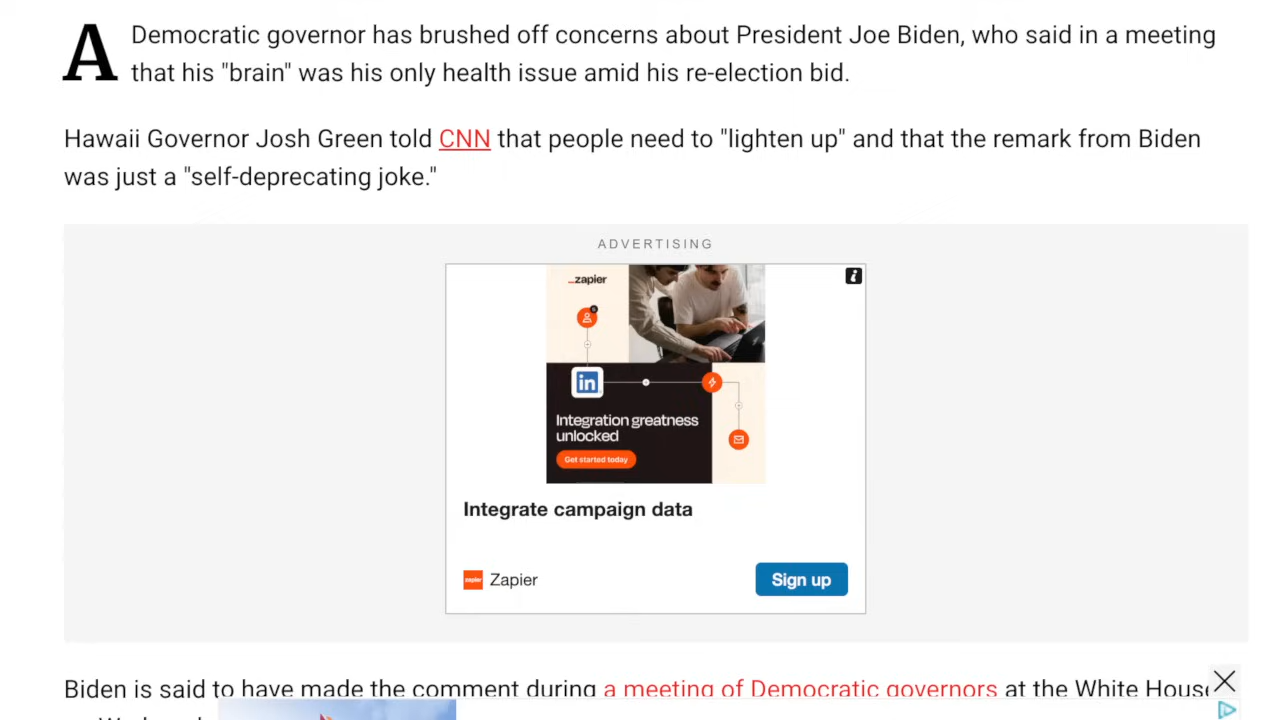 A Democratic governor has brushed off concerns about President Joe Biden, who said in a meeting
that his "brain" was his only health issue amid his re-election bid.
Hawaii Governor Josh Green told CNN that people need to "lighten up" and that the remark from Biden
was just a "self-deprecating joke."
ADVERTISING
_zapier
in
Integration greatness
unlocked
Get started today
Integrate campaign data
zapier Zapier
Sign up
Biden is said to have made the comment during a meeting of Democratic governors at the White House